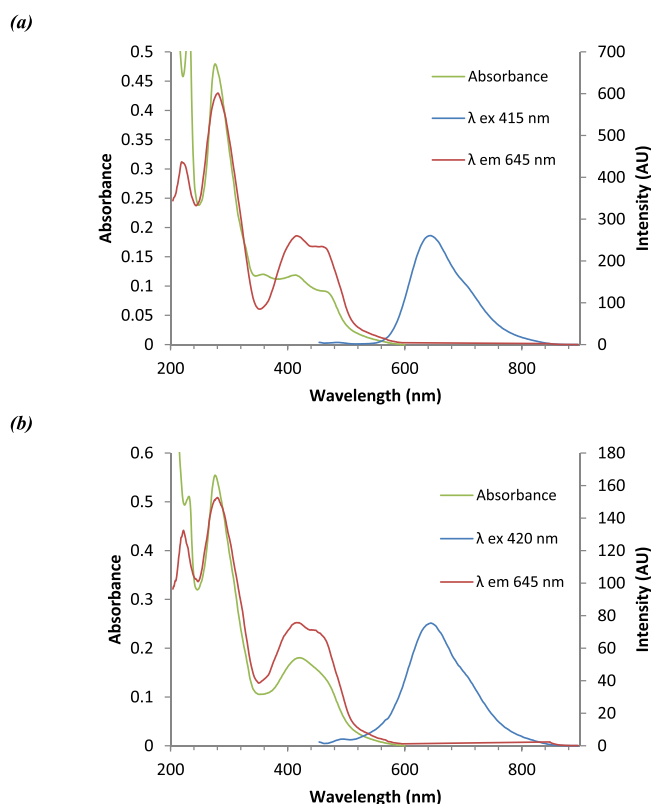 (a)
0.5
0.45
0.4
0.35
0.3
0.25
0.2
0.15
0.1
0.05
0
Absorbance
700
600
500
400
300
200
100
0
Intensity (AU)
Absorbance
λ ex 415 nm
λ em 645 nm
200 400 600 800
Wavelength (nm)
(b)
0.6
0.5
0.4
0.3
0.2
0.1
0
Absorbance
180
160
140
120
100
80
60
40
20
0
Intensity (AU)
Absorbance
λ ex 420 nm
λ em 645 nm
200 400 600 800
Wavelength (nm)